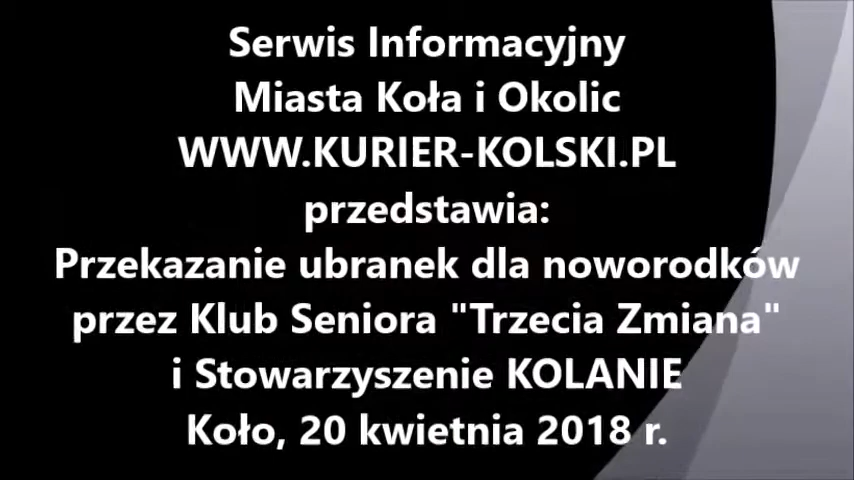 Serwis Informacyjny
Miasta Koła i Okolic
WWW.KURIER-KOLSKI.PL
przedstawia:
Przekazanie ubranek dla noworodków
przez Klub Seniora "Trzecia Zmiana"
i Stowarzyszenie KOLANIE
Koło, 20 kwietnia 2018 r.